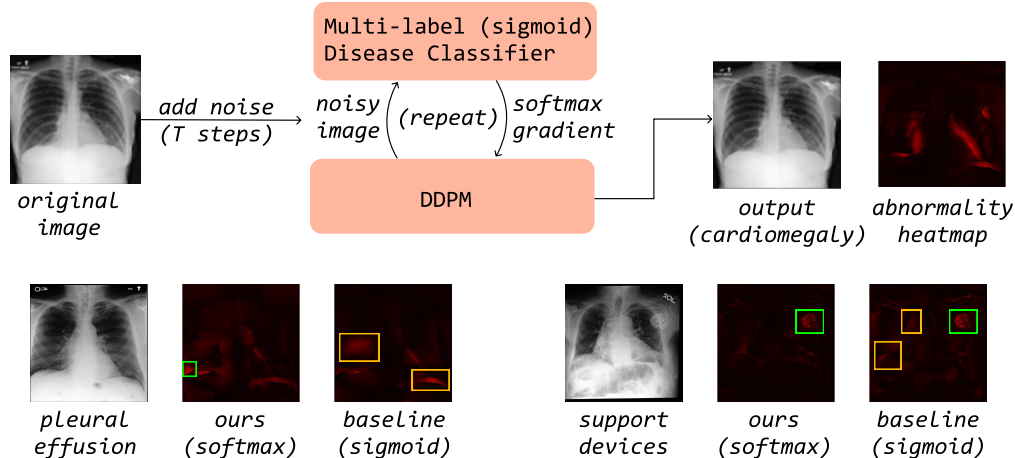 Multi-label (sigmoid)
Disease Classifier
add noise
(T steps)
noisy
image
(repeat)
softmax
gradient
DDPM
original
image
output
(cardiomegaly)
abnormality
heatmap
SOL
pleural
effusion
ours
(softmax)
baseline
(sigmoid)
support
devices
ours
(softmax)
baseline
(sigmoid)